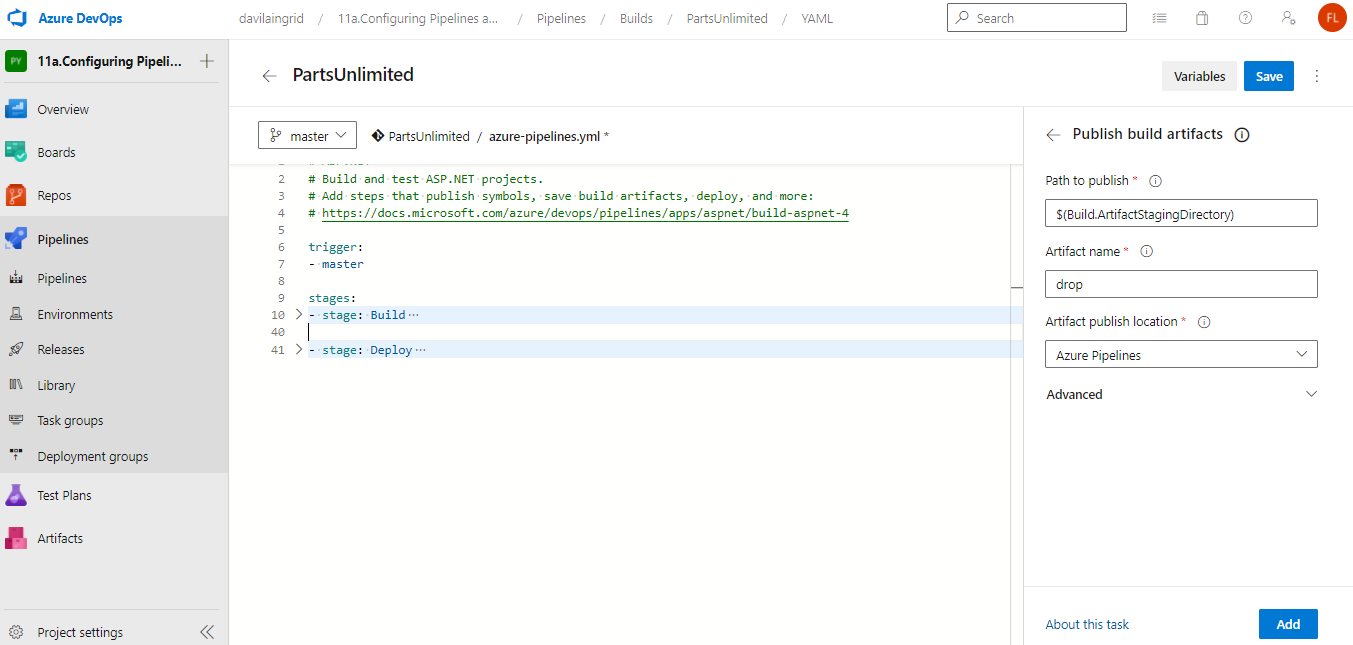 Azure DevOps
davilaingrid / 11a.Configuring Pipelines a... / Pipelines / Builds / PartsUnlimited / YAML
Search
FL
PY
11a.Configuring Pipeli...
Overview
Boards
Repos
Pipelines
Pipelines
Environments
Releases
Library
Task groups
Deployment groups
Test Plans
Artifacts
Project settings
PartsUnlimited
Variables
Save
master
PartsUnlimited / azure-pipelines.yml *
2 # Build and test ASP.NET projects.
3 # Add steps that publish symbols, save build artifacts, deploy, and more:
4 # https://docs.microsoft.com/azure/devops/pipelines/apps/aspnet/build-aspnet-4
5
6 trigger:
7 - master
8
9 stages:
10 - stage: Build ···
40
41 - stage: Deploy ···
Publish build artifacts
Path to publish *
$(Build.ArtifactStagingDirectory)
Artifact name *
drop
Artifact publish location *
Azure Pipelines
Advanced
About this task
Add